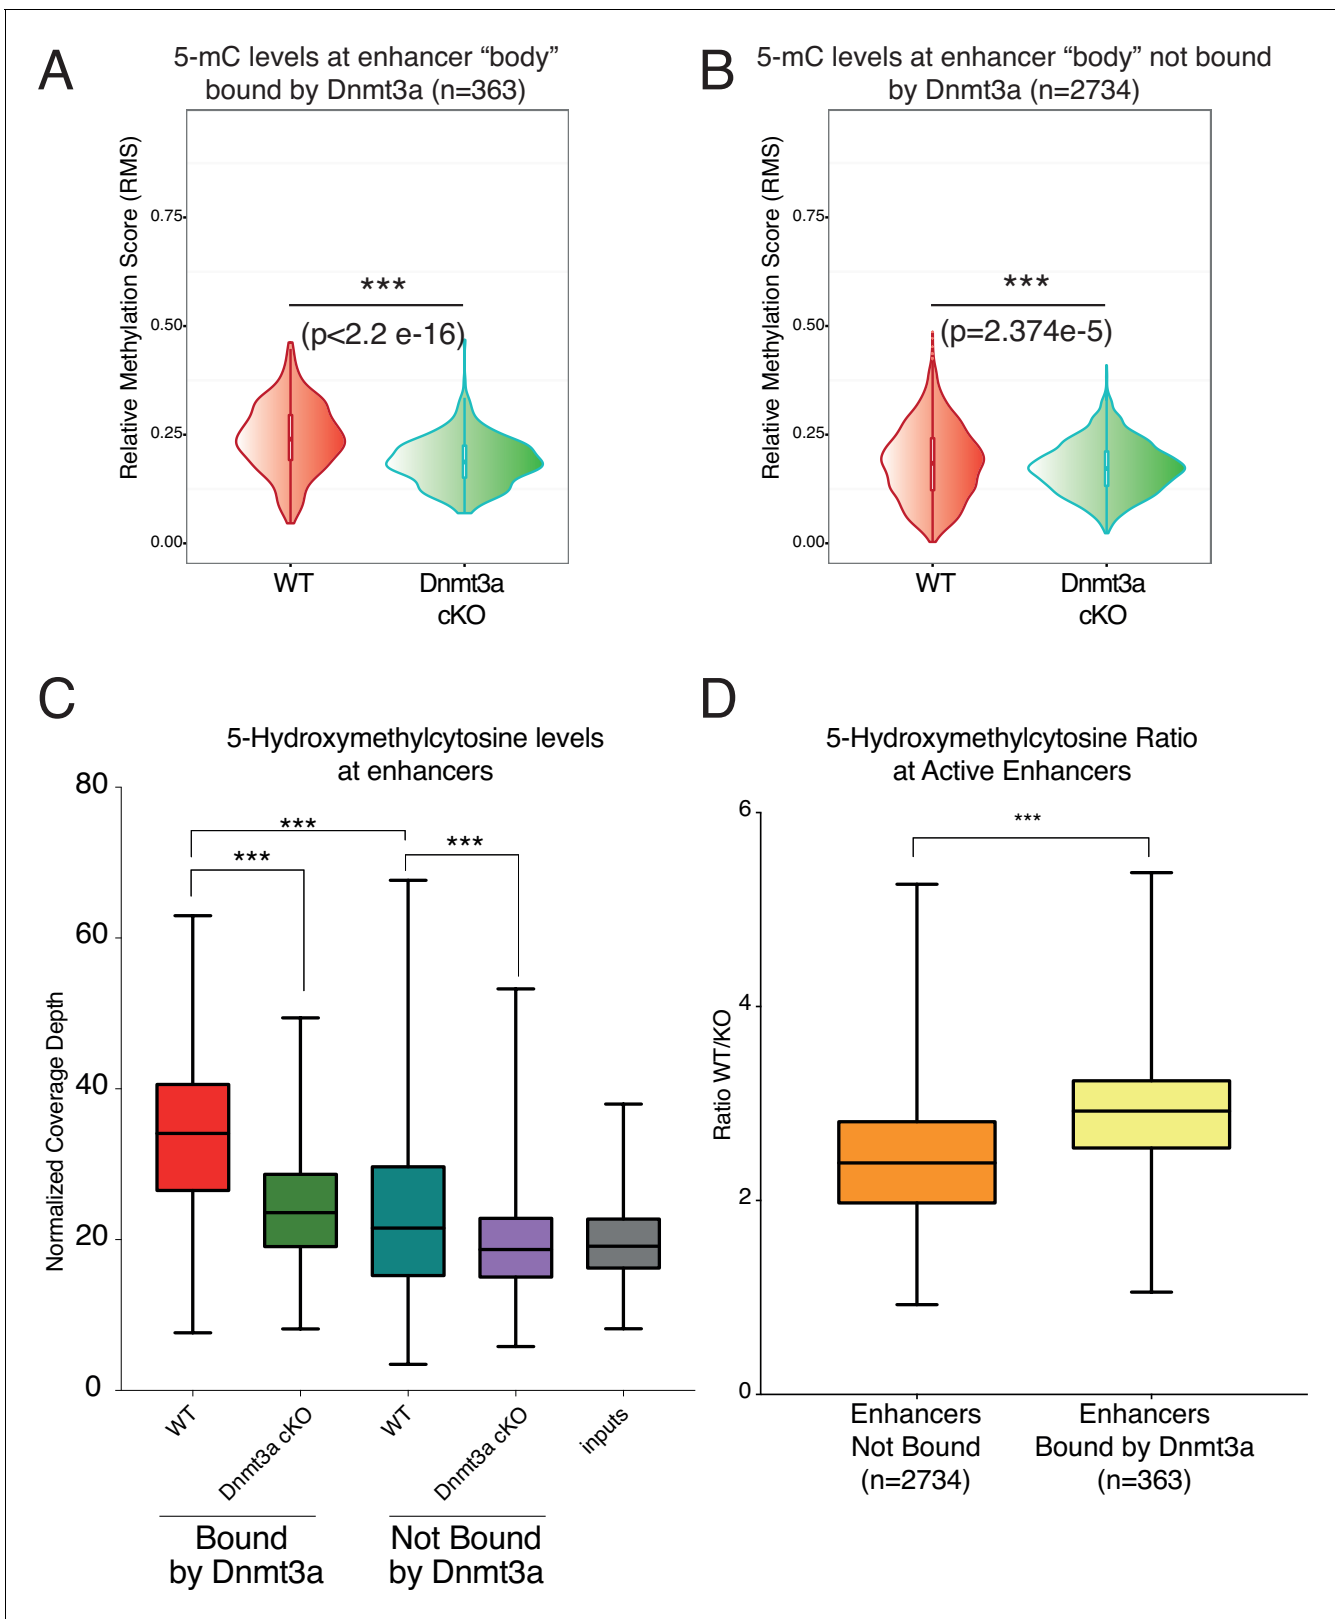 A
5-mC levels at enhancer “body”
bound by Dnmt3a (n=363)
Relative Methylation Score (RMS)
0.75
0.50
0.25
0.00
***
(p<2.2 e-16)
WT
Dnmt3a
cKO
B
5-mC levels at enhancer “body” not bound
by Dnmt3a (n=2734)
Relative Methylation Score (RMS)
0.75
0.50
0.25
0.00
***
(p=2.374e-5)
WT
Dnmt3a
cKO
C
5-Hydroxymethylcytosine levels
at enhancers
Normalized Coverage Depth
80
60
40
20
0
***
***
***
WT
Dnmt3a cKO
WT
Dnmt3a cKO
inputs
Bound
by Dnmt3a
Not Bound
by Dnmt3a
D
5-Hydroxymethylcytosine Ratio
at Active Enhancers
Ratio WT/KO
6
4
2
0
***
Enhancers
Not Bound
(n=2734)
Enhancers
Bound by Dnmt3a
(n=363)